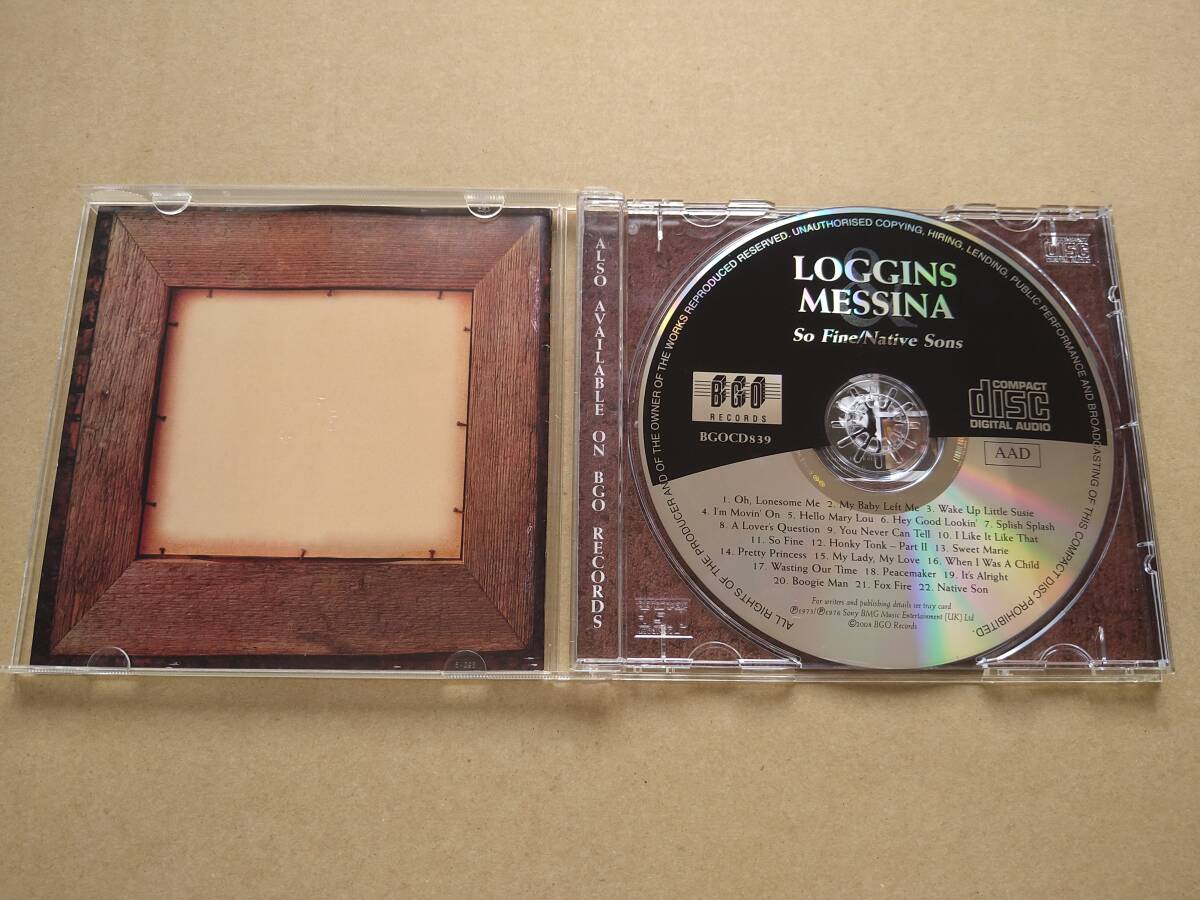 ALSO AVAILABLE ON BGO RECORDS
ALL RIGHTS OF THE PRODUCER AND OF THE OWNER OF THE WORKS REPRODUCED RESERVED. UNAUTHORISED COPYING, HIRING, LENDING, PUBLIC PERFORMANCE AND BROADCASTING OF THIS COMPACT DISC PROHIBITED.
&
LOGGINS
MESSINA
So Fine/Native Sons
BGO
RECORDS
BGOCD839
COMPACT
disc
DIGITAL AUDIO
AAD
1. Oh, Lonesome Me 2. My Baby Left Me 3. Wake Up Little Susie
4. I'm Movin' On 5. Hello Mary Lou 6. Hey Good Lookin' 7. Splish Splash
8. A Lover's Question 9. You Never Can Tell 10. I Like It Like That
11. So Fine 12. Honky Tonk – Part II 13. Sweet Marie
14. Pretty Princess 15. My Lady, My Love 16. When I Was A Child
17. Wasting Our Time 18. Peacemaker 19. It's Alright
20. Boogie Man 21. Fox Fire 22. Native Son
For writers and publishing details see tray card
℗1975/℗1976 Sony BMG Music Entertainment (UK) Ltd
©2008 BGO Records